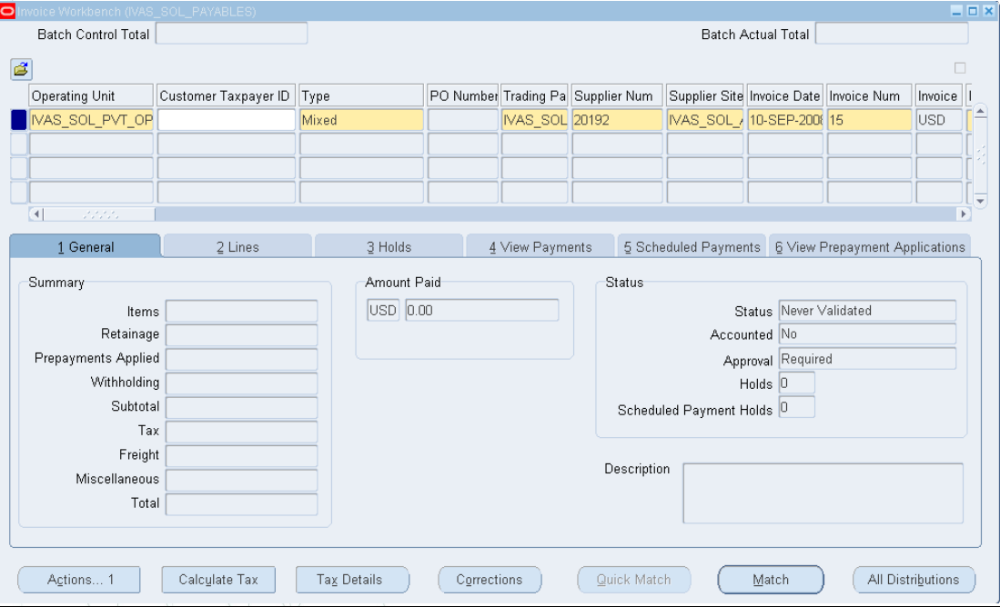 Invoice Workbench (IVAS_SOL_PAYABLES)
Batch Control Total Batch Actual Total
Operating Unit Customer Taxpayer ID Type PO Number Trading Pa Supplier Num Supplier Site Invoice Date Invoice Num Invoice
IVAS_SOL_PVT_OP Mixed IVAS_SOL 20192 IVAS_SOL_ 10-SEP-2008 15 USD
1 General 2 Lines 3 Holds 4 View Payments 5 Scheduled Payments 6 View Prepayment Applications
Summary Amount Paid Status
Items USD 0.00 Status Never Validated
Retainage Accounted No
Prepayments Applied Approval Required
Withholding Holds 0
Subtotal Scheduled Payment Holds 0
Tax
Freight
Miscellaneous Description
Total
Actions... 1 Calculate Tax Tax Details Corrections Quick Match Match All Distributions